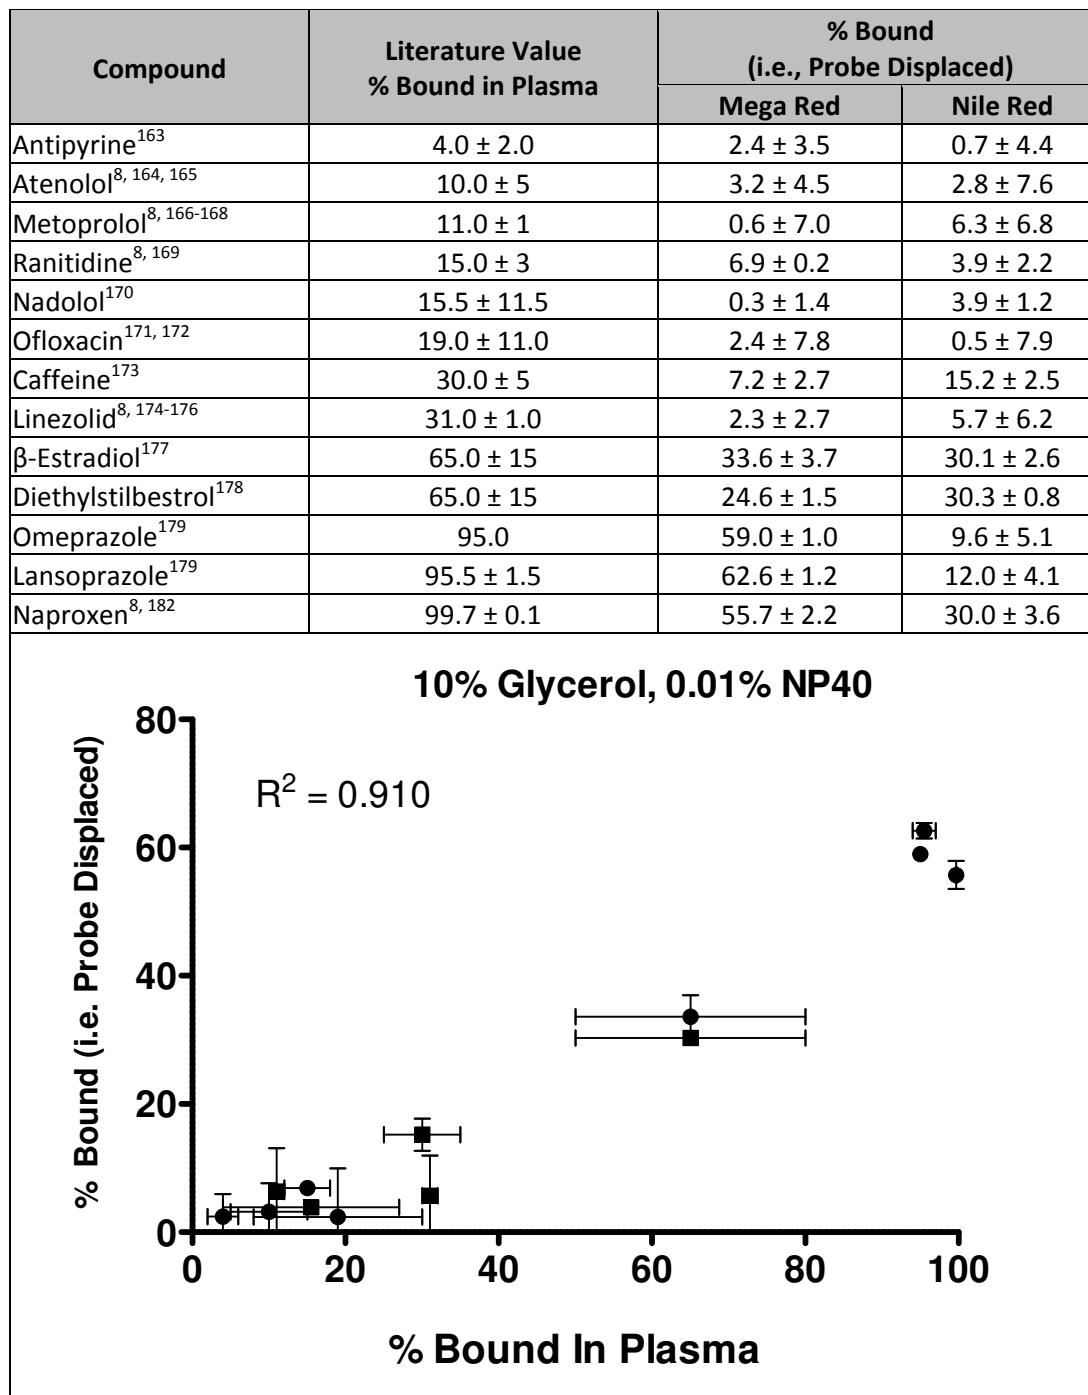 Compound
Literature Value
% Bound in Plasma
% Bound
(i.e., Probe Displaced)
Mega Red Nile Red
Antipyrine163 4.0 ± 2.0 2.4 ± 3.5 0.7 ± 4.4
Atenolol8, 164, 165 10.0 ± 5 3.2 ± 4.5 2.8 ± 7.6
Metoprolol8, 166-168 11.0 ± 1 0.6 ± 7.0 6.3 ± 6.8
Ranitidine8, 169 15.0 ± 3 6.9 ± 0.2 3.9 ± 2.2
Nadolol170 15.5 ± 11.5 0.3 ± 1.4 3.9 ± 1.2
Ofloxacin171, 172 19.0 ± 11.0 2.4 ± 7.8 0.5 ± 7.9
Caffeine173 30.0 ± 5 7.2 ± 2.7 15.2 ± 2.5
Linezolid8, 174-176 31.0 ± 1.0 2.3 ± 2.7 5.7 ± 6.2
β-Estradiol177 65.0 ± 15 33.6 ± 3.7 30.1 ± 2.6
Diethylstilbestrol178 65.0 ± 15 24.6 ± 1.5 30.3 ± 0.8
Omeprazole179 95.0 59.0 ± 1.0 9.6 ± 5.1
Lansoprazole179 95.5 ± 1.5 62.6 ± 1.2 12.0 ± 4.1
Naproxen8, 182 99.7 ± 0.1 55.7 ± 2.2 30.0 ± 3.6
10% Glycerol, 0.01% NP40
R2 = 0.910
% Bound (i.e. Probe Displaced)
80
60
40
20
0
0 20 40 60 80 100
% Bound In Plasma